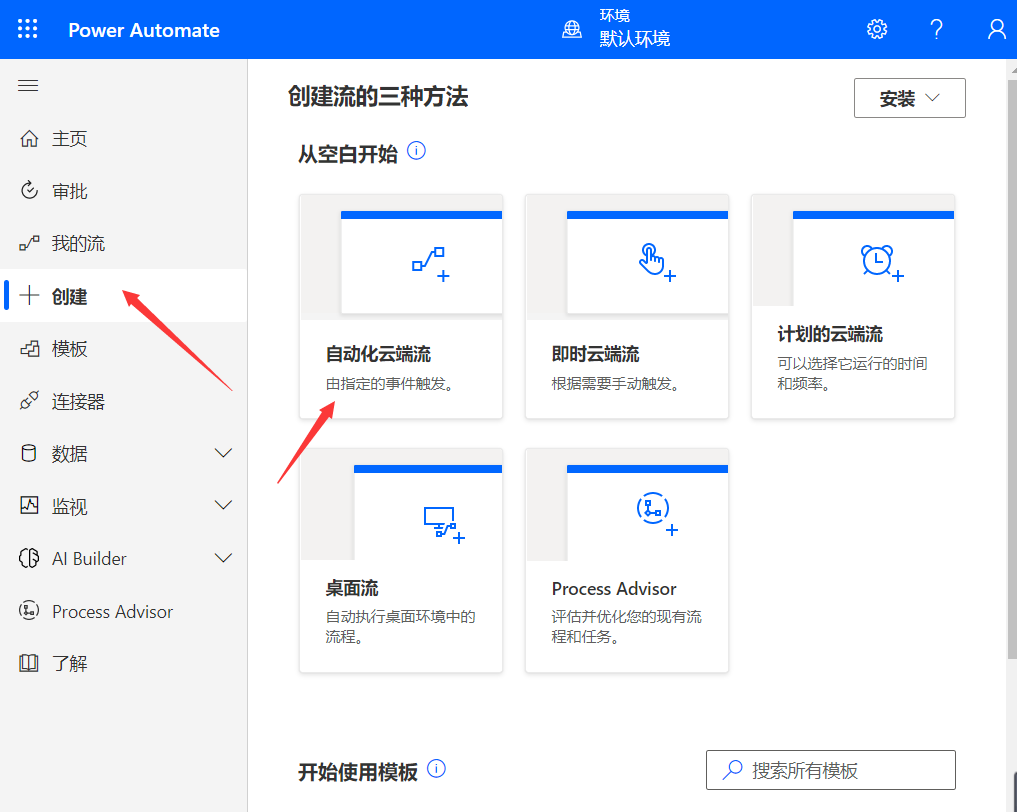 Power Automate
环境
默认环境
主页
审批
我的流
创建
模板
连接器
数据
监视
AI Builder
Process Advisor
了解
创建流的三种方法
安装
从空白开始
自动化云端流
由指定的事件触发。
即时云端流
根据需要手动触发。
计划的云端流
可以选择它运行的时间
和频率。
桌面流
自动执行桌面环境中的
流程。
Process Advisor
评估并优化您的现有流
程和任务。
开始使用模板
搜索所有模板